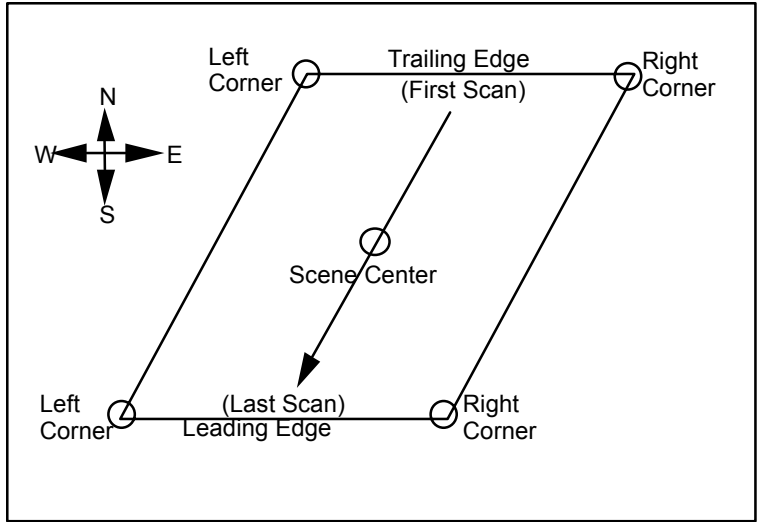 Left
Corner
Trailing Edge
(First Scan)
Right
Corner
N
W
E
S
Scene Center
Left
Corner
(Last Scan)
Leading Edge
Right
Corner